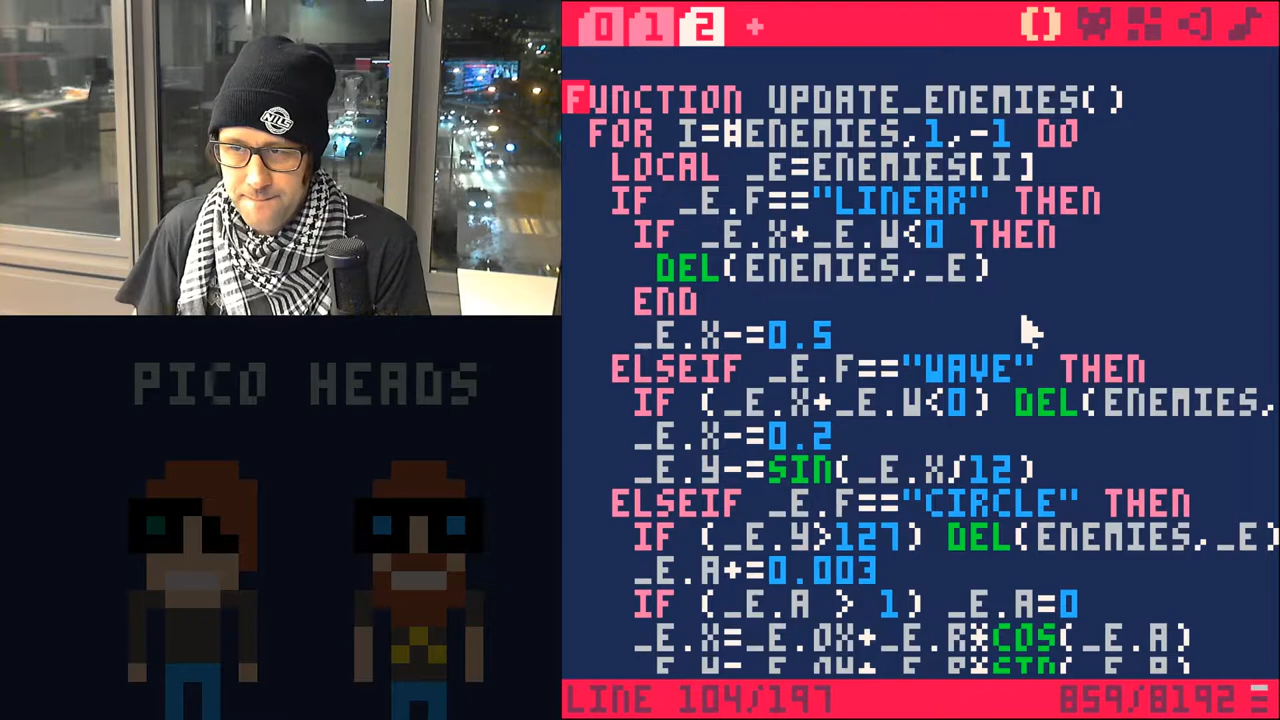 NILS
PICO HEADS
0 1 2 +
FUNCTION UPDATE_ENEMIES()
FOR I=#ENEMIES,1,-1 DO
LOCAL _E=ENEMIES[I]
IF _E.F=="LINEAR" THEN
IF _E.X+_E.W<0 THEN
DEL(ENEMIES,_E)
END
_E.X-=0.5
ELSEIF _E.F=="WAVE" THEN
IF (_E.X+_E.W<0) DEL(ENEMIES,
_E.X-=0.2
_E.Y-=SIN(_E.X/12)
ELSEIF _E.F=="CIRCLE" THEN
IF (_E.Y>127) DEL(ENEMIES,_E)
_E.A+=0.003
IF (_E.A > 1) _E.A=0
_E.X=_E.OX+_E.R*COS(_E.A)
LINE 104/197
859/8192